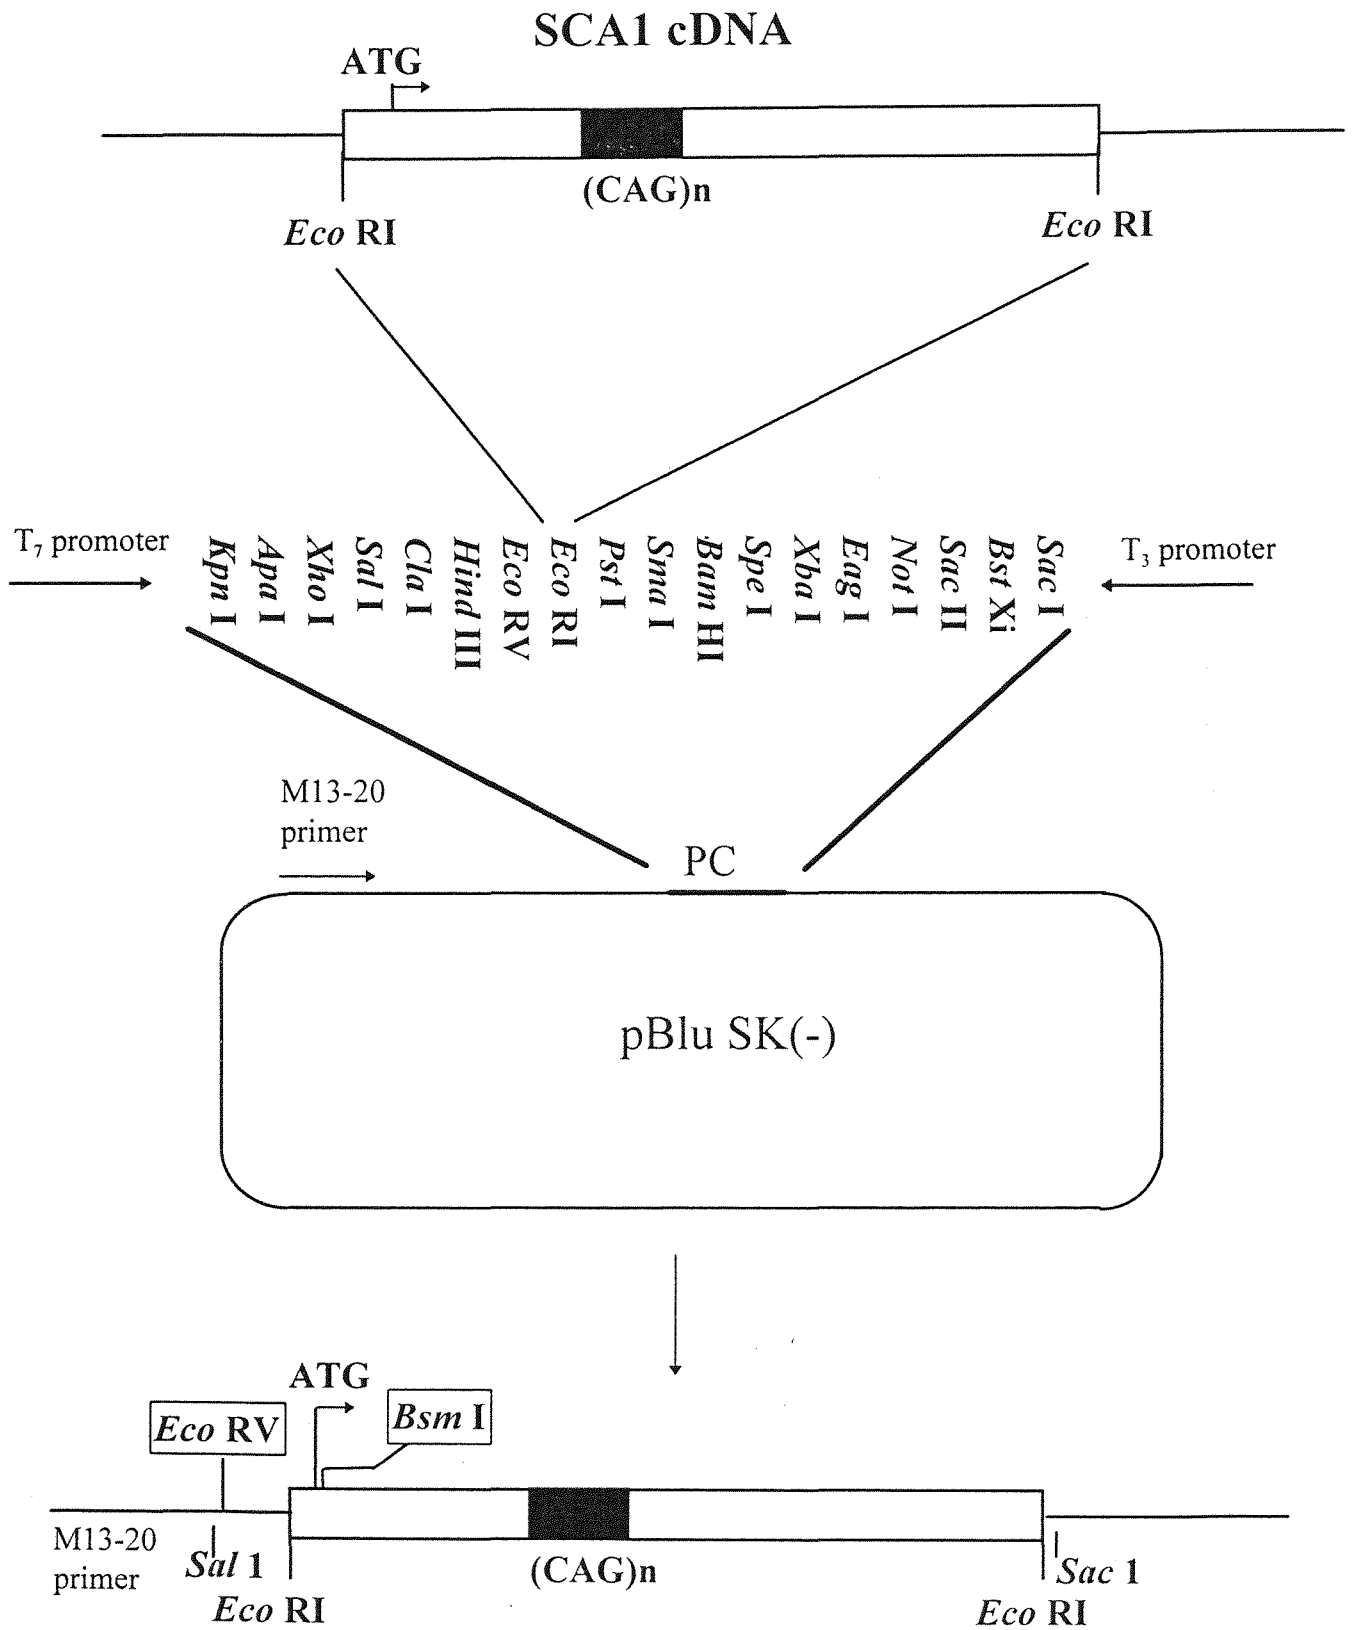 SCA1 cDNA
ATG
(CAG)n
Eco RI
Eco RI
T7 promoter
Kpn I
Apa I
Xho I
Sal I
Cla I
Hind III
Eco RV
Eco RI
Pst I
Sma I
Bam HI
Spe I
Xba I
Eag I
Not I
Sac II
Bst Xi
Sac I
T3 promoter
M13-20
primer
PC
pBlu SK(-)
ATG
Eco RV
Bsm I
M13-20
primer
Sal 1
Eco RI
(CAG)n
Sac 1
Eco RI